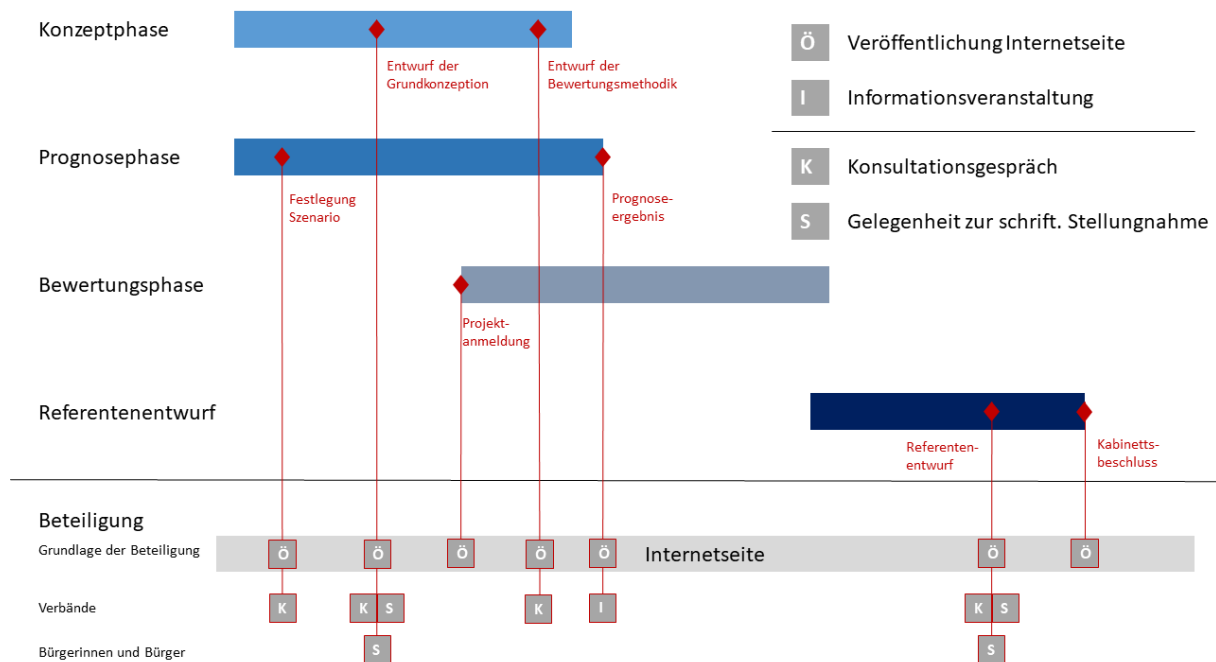 Konzeptphase
Entwurf der
Grundkonzeption
Entwurf der
Bewertungsmethodik
Ö Veröffentlichung Internetseite
I Informationsveranstaltung
K Konsultationsgespräch
S Gelegenheit zur schrift. Stellungnahme
Prognosephase
Festlegung
Szenario
Prognose-
ergebnis
Bewertungsphase
Projekt-
anmeldung
Referentenentwurf
Referenten-
entwurf
Kabinetts-
beschluss
Beteiligung
Grundlage der Beteiligung
Ö Ö Ö Ö Ö Internetseite Ö Ö
Verbände
K K S K I K S
Bürgerinnen und Bürger
S S